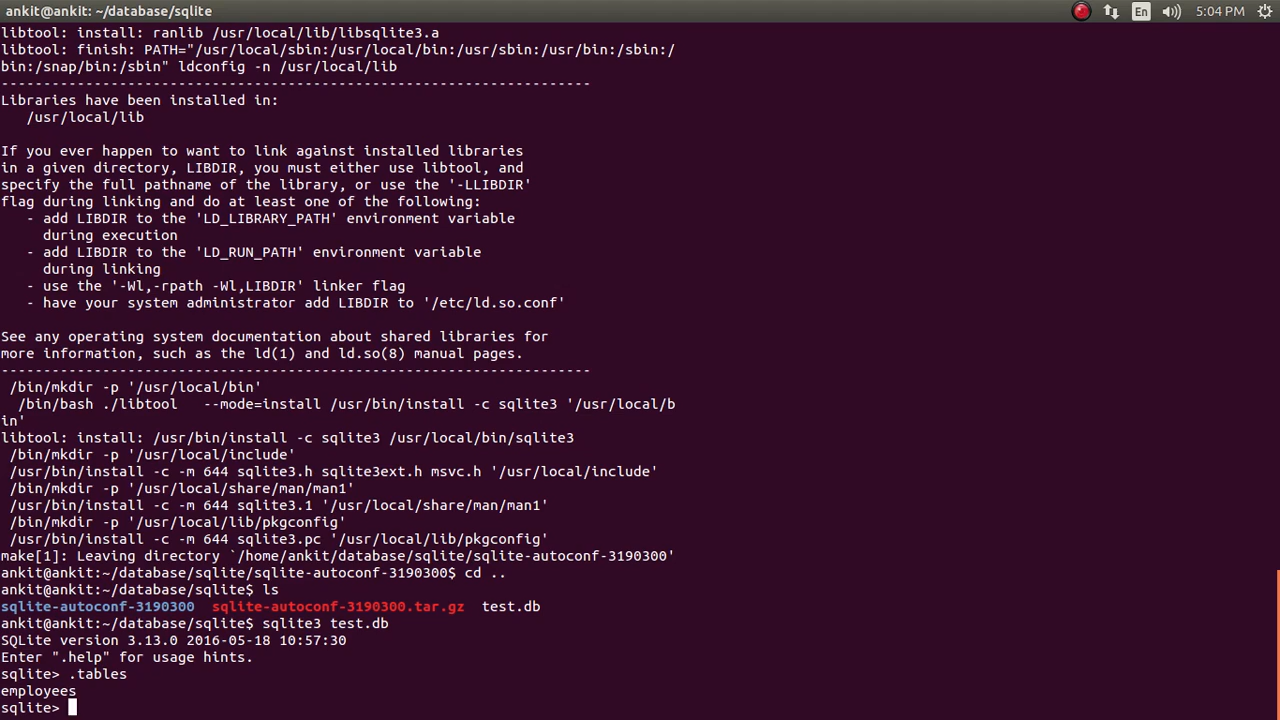 ankit@ankit: ~/database/sqlite
En
5:04 PM
libtool: install: ranlib /usr/local/lib/libsqlite3.a
libtool: finish: PATH="/usr/local/sbin:/usr/local/bin:/usr/sbin:/usr/bin:/sbin:/
bin:/snap/bin:/sbin" ldconfig -n /usr/local/lib
----------------------------------------------------------------------
Libraries have been installed in:
   /usr/local/lib
If you ever happen to want to link against installed libraries
in a given directory, LIBDIR, you must either use libtool, and
specify the full pathname of the library, or use the '-LLIBDIR'
flag during linking and do at least one of the following:
   - add LIBDIR to the 'LD_LIBRARY_PATH' environment variable
     during execution
   - add LIBDIR to the 'LD_RUN_PATH' environment variable
     during linking
   - use the '-Wl,-rpath -Wl,LIBDIR' linker flag
   - have your system administrator add LIBDIR to '/etc/ld.so.conf'
See any operating system documentation about shared libraries for
more information, such as the ld(1) and ld.so(8) manual pages.
----------------------------------------------------------------------
 /bin/mkdir -p '/usr/local/bin'
  /bin/bash ./libtool   --mode=install /usr/bin/install -c sqlite3 '/usr/local/b
in'
libtool: install: /usr/bin/install -c sqlite3 /usr/local/bin/sqlite3
 /bin/mkdir -p '/usr/local/include'
 /usr/bin/install -c -m 644 sqlite3.h sqlite3ext.h msvc.h '/usr/local/include'
 /bin/mkdir -p '/usr/local/share/man/man1'
 /usr/bin/install -c -m 644 sqlite3.1 '/usr/local/share/man/man1'
 /bin/mkdir -p '/usr/local/lib/pkgconfig'
 /usr/bin/install -c -m 644 sqlite3.pc '/usr/local/lib/pkgconfig'
make[1]: Leaving directory `/home/ankit/database/sqlite/sqlite-autoconf-3190300'
ankit@ankit:~/database/sqlite/sqlite-autoconf-3190300$ cd ..
ankit@ankit:~/database/sqlite$ ls
sqlite-autoconf-3190300  sqlite-autoconf-3190300.tar.gz  test.db
ankit@ankit:~/database/sqlite$ sqlite3 test.db
SQLite version 3.13.0 2016-05-18 10:57:30
Enter ".help" for usage hints.
sqlite> .tables
employees
sqlite>